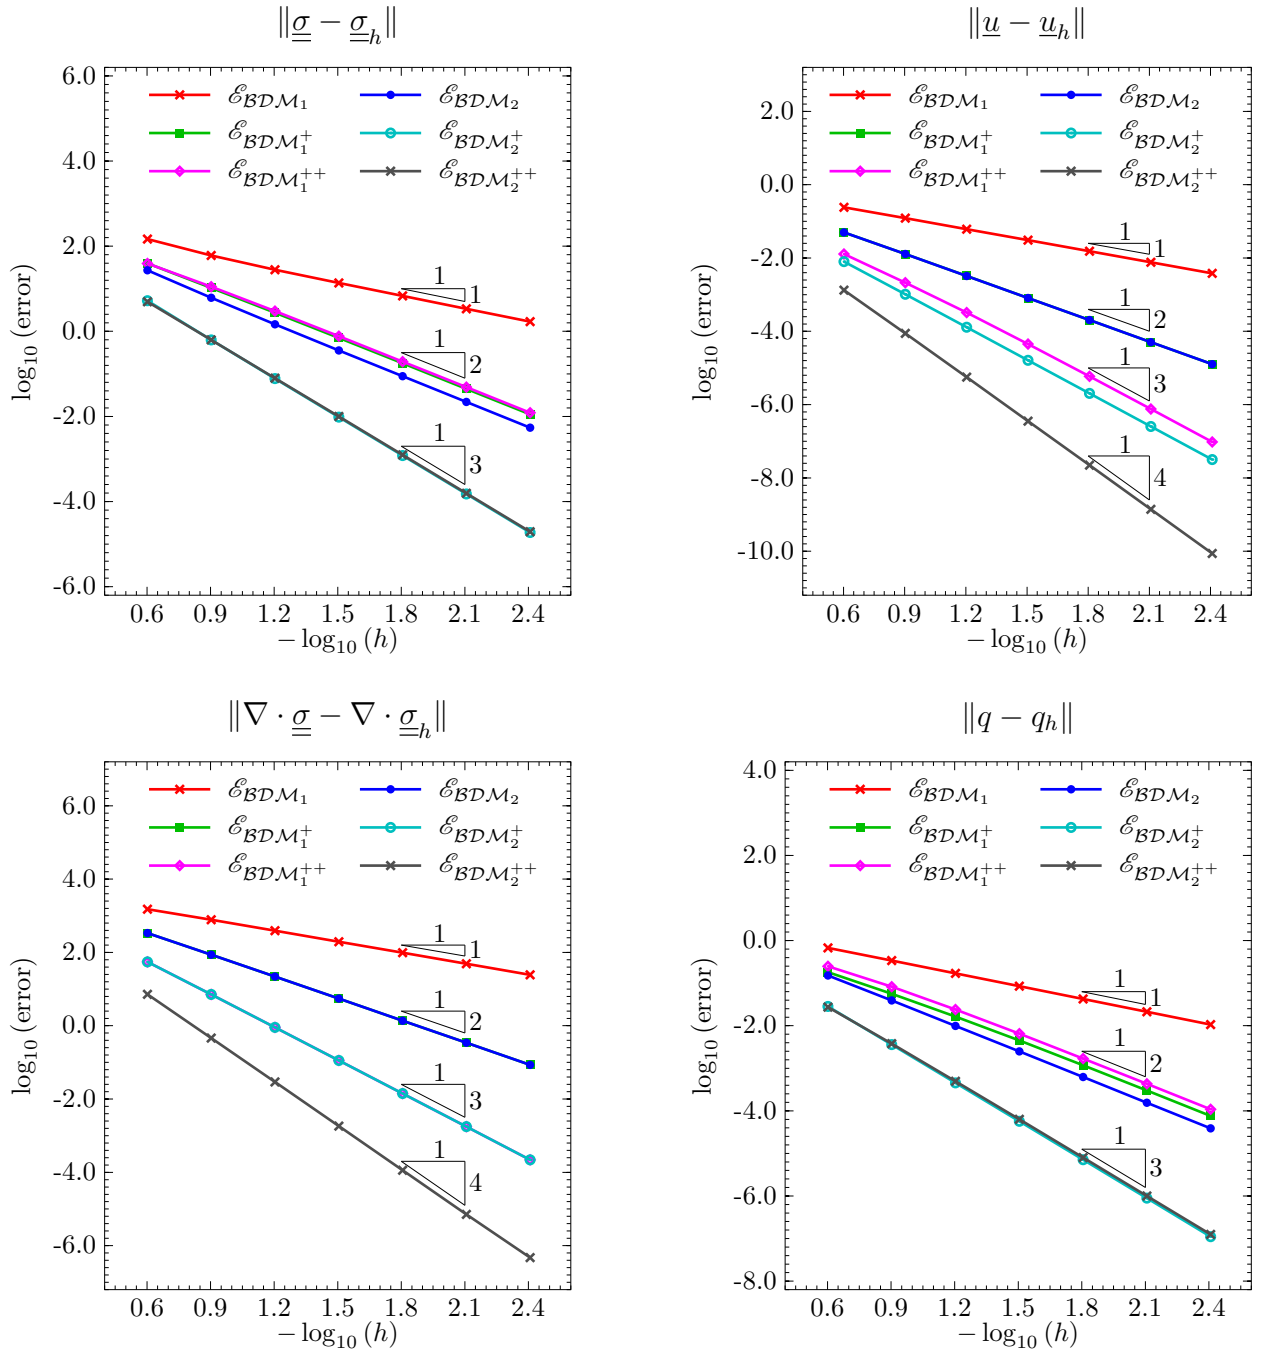 ‖σ − σ_h‖
6.0
4.0
2.0
0.0
-2.0
-4.0
-6.0
log₁₀ (error)
ℰ_BDM₁ ℰ_BDM₂
ℰ_BDM₁⁺ ℰ_BDM₂⁺
ℰ_BDM₁⁺⁺ ℰ_BDM₂⁺⁺
1
1
1
2
1
3
0.6 0.9 1.2 1.5 1.8 2.1 2.4
− log₁₀ (h)
‖u − u_h‖
2.0
0.0
-2.0
-4.0
-6.0
-8.0
-10.0
log₁₀ (error)
ℰ_BDM₁ ℰ_BDM₂
ℰ_BDM₁⁺ ℰ_BDM₂⁺
ℰ_BDM₁⁺⁺ ℰ_BDM₂⁺⁺
1
1
1
2
1
3
1
4
0.6 0.9 1.2 1.5 1.8 2.1 2.4
− log₁₀ (h)
‖∇ · σ − ∇ · σ_h‖
6.0
4.0
2.0
0.0
-2.0
-4.0
-6.0
log₁₀ (error)
ℰ_BDM₁ ℰ_BDM₂
ℰ_BDM₁⁺ ℰ_BDM₂⁺
ℰ_BDM₁⁺⁺ ℰ_BDM₂⁺⁺
1
1
1
2
1
3
1
4
0.6 0.9 1.2 1.5 1.8 2.1 2.4
− log₁₀ (h)
‖q − q_h‖
4.0
2.0
0.0
-2.0
-4.0
-6.0
-8.0
log₁₀ (error)
ℰ_BDM₁ ℰ_BDM₂
ℰ_BDM₁⁺ ℰ_BDM₂⁺
ℰ_BDM₁⁺⁺ ℰ_BDM₂⁺⁺
1
1
1
2
1
3
0.6 0.9 1.2 1.5 1.8 2.1 2.4
− log₁₀ (h)